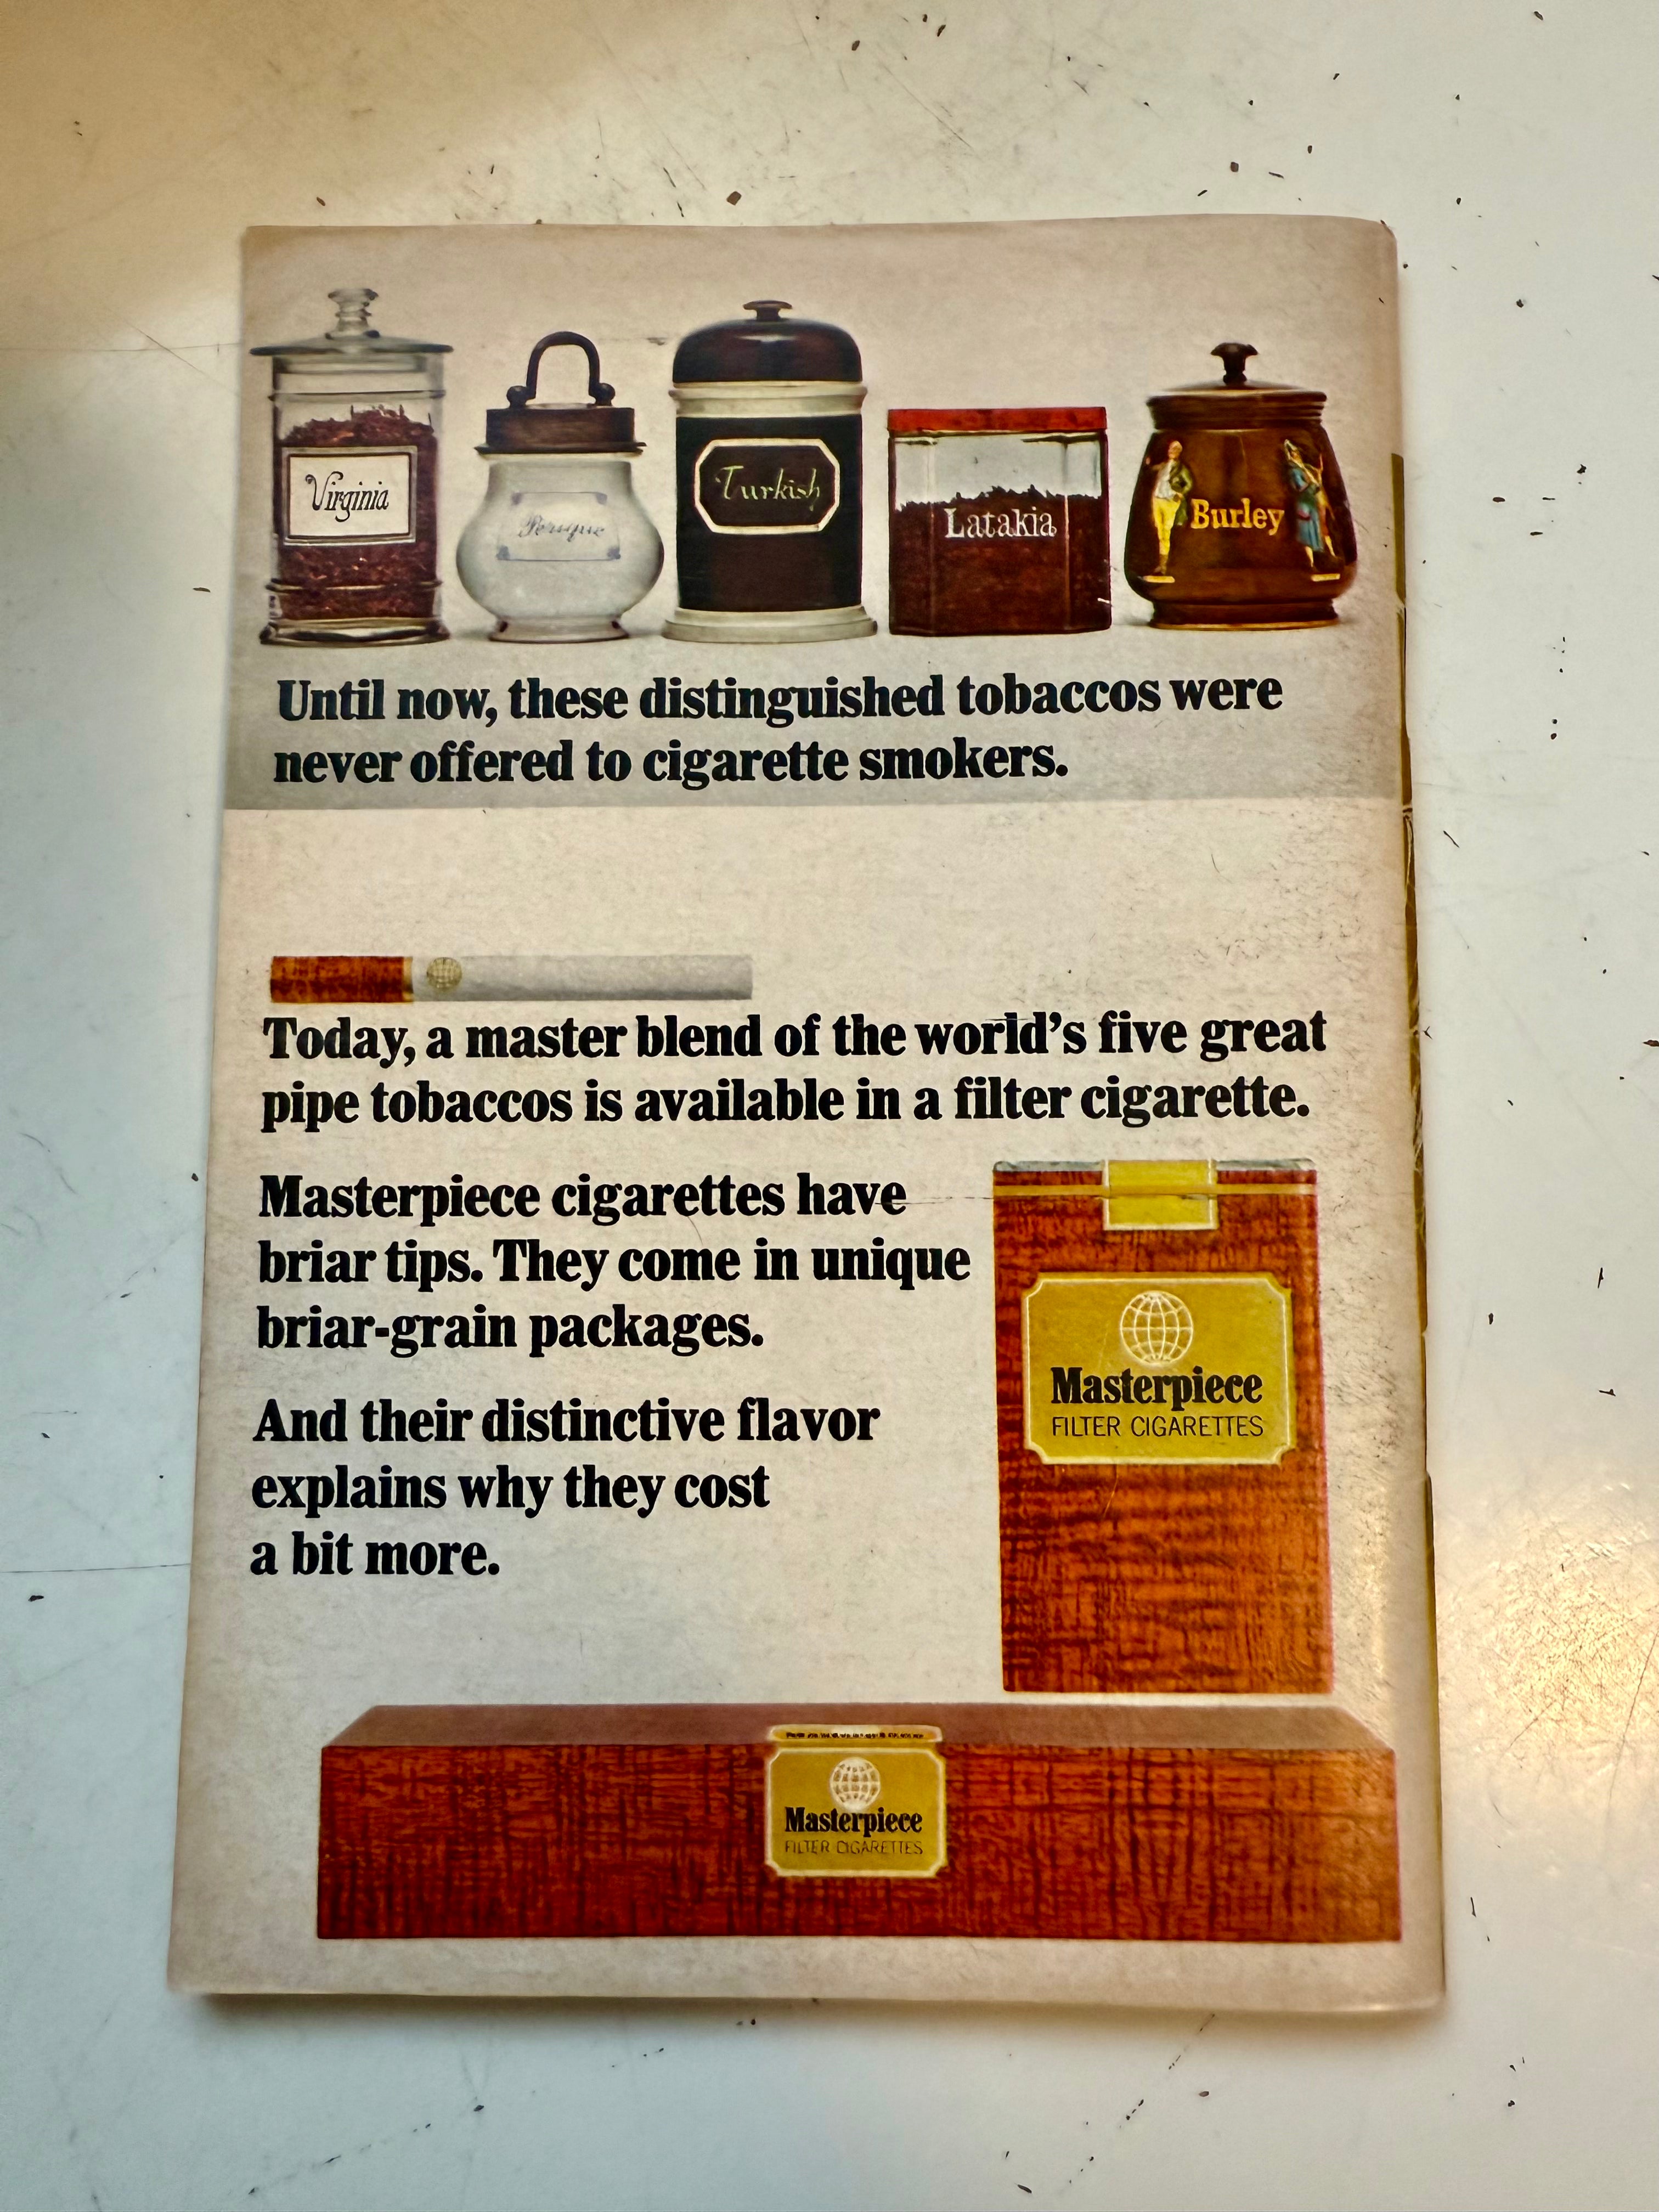 Virginia
Perique
Turkish
Latakia
Burley
Until now, these distinguished tobaccos were
never offered to cigarette smokers.
Today, a master blend of the world's five great
pipe tobaccos is available in a filter cigarette.
Masterpiece cigarettes have
briar tips. They come in unique
briar-grain packages.
And their distinctive flavor
explains why they cost
a bit more.
Masterpiece
FILTER CIGARETTES
Masterpiece
FILTER CIGARETTES